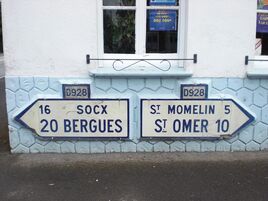 D928
16 SOCX
20 BERGUES
D928
ST MOMELIN 5
ST OMER 10